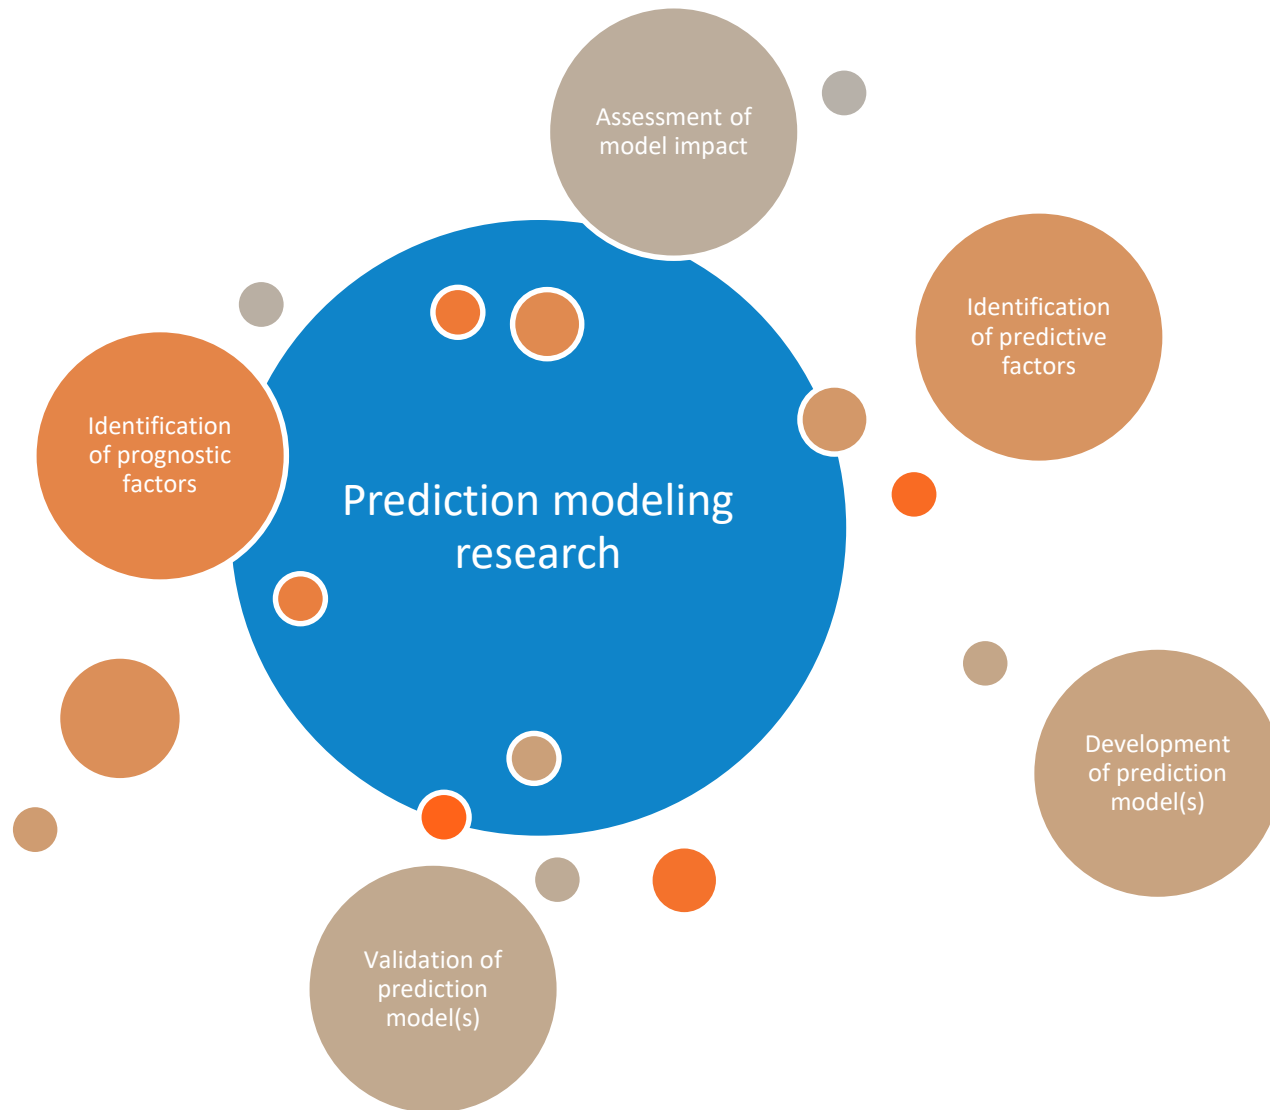 Assessment of
model impact
Identification
of predictive
factors
Identification
of prognostic
factors
Prediction modeling
research
Development
of prediction
model(s)
Validation of
prediction
model(s)